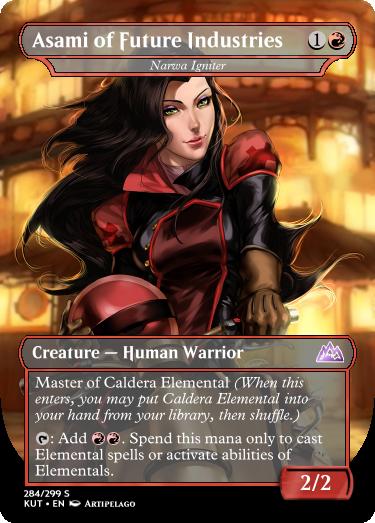 Asami of Future Industries 1
Narwa Igniter
Creature — Human Warrior
Master of Caldera Elemental (When this
enters, you may put Caldera Elemental into
your hand from your library, then shuffle.)
: Add . Spend this mana only to cast
Elemental spells or activate abilities of
Elementals.
2/2
284/299 S
KUT • EN Artipelago